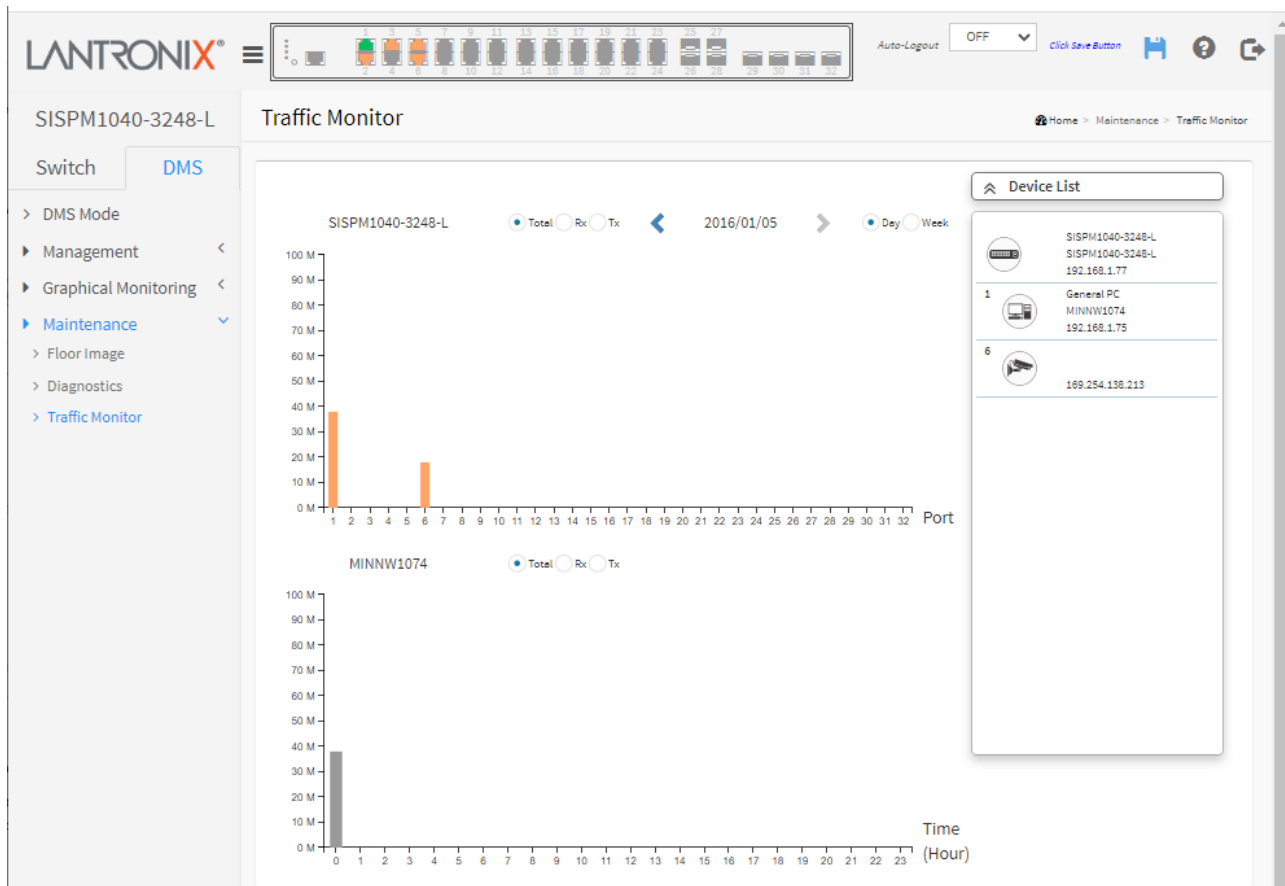 LANTRONIX®
1 3 5 7 9 11 13 15 17 19 21 23 25 27
2 4 6 8 10 12 14 16 18 20 22 24 26 28 29 30 31 32
Auto-Logout OFF Click Save Button
SISPM1040-3248-L
Switch DMS
> DMS Mode
Management
Graphical Monitoring
Maintenance
> Floor Image
> Diagnostics
> Traffic Monitor
Traffic Monitor
Home > Maintenance > Traffic Monitor
SISPM1040-3248-L Total Rx Tx 2016/01/05 Day Week
100 M
90 M
80 M
70 M
60 M
50 M
40 M
30 M
20 M
10 M
0 M
1 2 3 4 5 6 7 8 9 10 11 12 13 14 15 16 17 18 19 20 21 22 23 24 25 26 27 28 29 30 31 32 Port
MINNW1074 Total Rx Tx
100 M
90 M
80 M
70 M
60 M
50 M
40 M
30 M
20 M
10 M
0 M
0 1 2 3 4 5 6 7 8 9 10 11 12 13 14 15 16 17 18 19 20 21 22 23
Time
(Hour)
Device List
SISPM1040-3248-L
SISPM1040-3248-L
192.168.1.77
1 General PC
MINNW1074
192.168.1.75
6
169.254.138.213